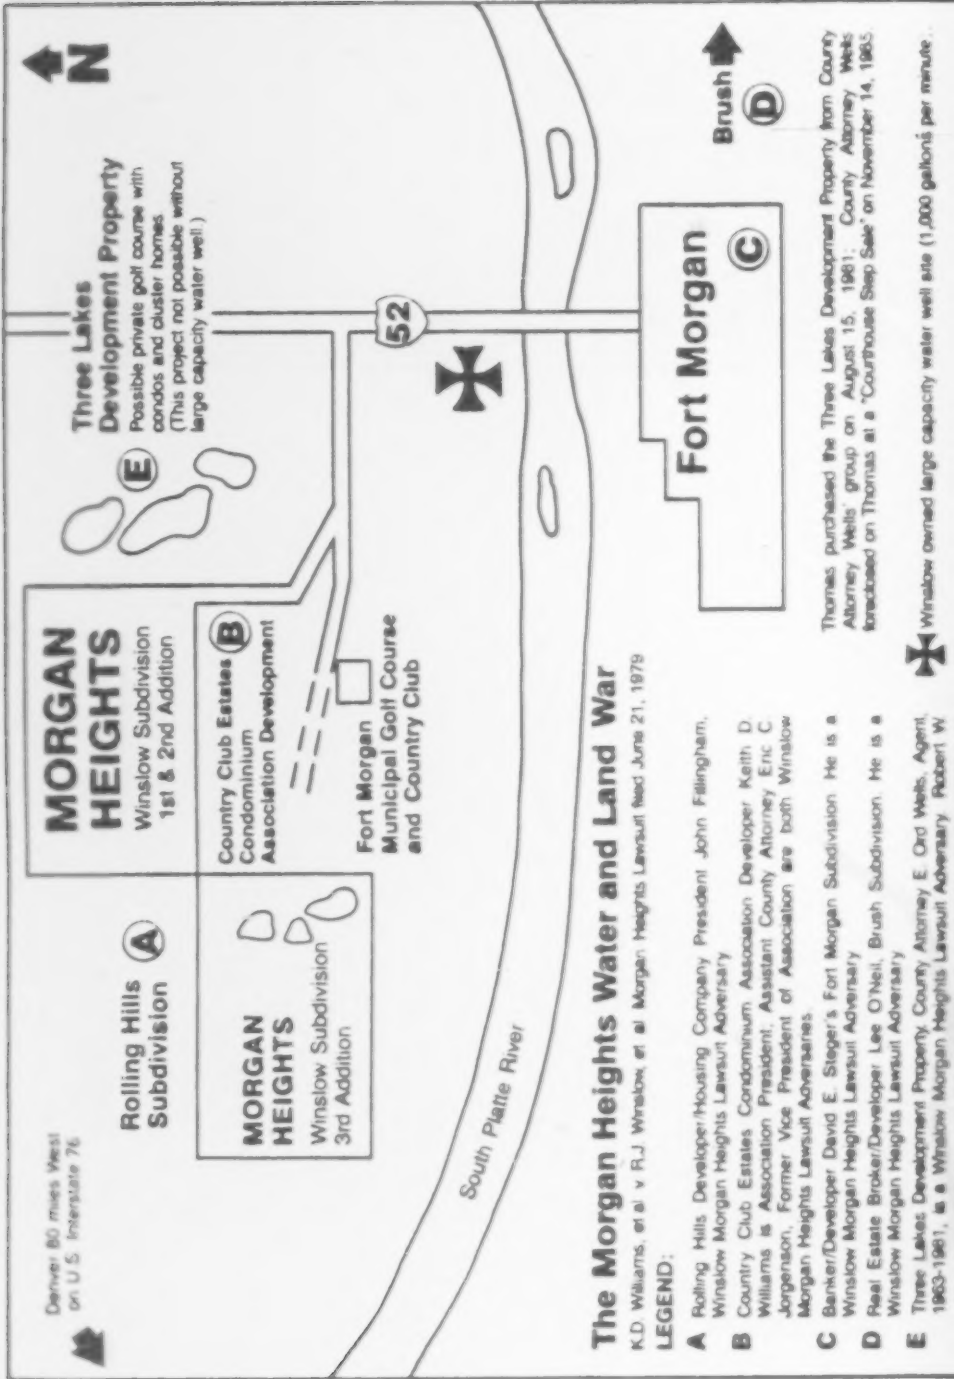 Denver 80 miles West
on U.S. Interstate 76
N
Rolling Hills
Subdivision
A
MORGAN
HEIGHTS
Winslow Subdivision
1st & 2nd Addition
Three Lakes
Development Property
Possible private golf course with
condos and cluster homes
(This project not possible without
large capacity water well.)
E
MORGAN
HEIGHTS
Winslow Subdivision
3rd Addition
Country Club Estates
Condominium
Association Development
B
Fort Morgan
Municipal Golf Course
and Country Club
52
South Platte River
Fort Morgan
C
Brush
D
The Morgan Heights Water and Land War
K.D. Williams, et al v R.J. Winslow, et al Morgan Heights Lawsuit filed June 21, 1979
LEGEND:
A Rolling Hills Developer/Housing Company President John Fillingham,
Winslow Morgan Heights Lawsuit Adversary
B Country Club Estates Condominium Association Developer Keith D.
Williams is Association President, Assistant County Attorney Eric C.
Jorgenson, Former Vice President of Association are both Winslow
Morgan Heights Lawsuit Adversaries.
C Banker/Developer David E. Steger's Fort Morgan Subdivision He is a
Winslow Morgan Heights Lawsuit Adversary
D Real Estate Broker/Developer Lee O'Neil, Brush Subdivision. He is a
Winslow Morgan Heights Lawsuit Adversary
E Three Lakes Development Property, County Attorney E. Ord Wells, Agent,
1963-1981, is a Winslow Morgan Heights Lawsuit Adversary. Robert W.
Thomas purchased the Three Lakes Development Property from County
Attorney Wells' group on August 15, 1981; County Attorney Wells
foreclosed on Thomas at a "Courthouse Step Sale" on November 14, 1985.
Winslow owned large capacity water well site (1,000 gallons per minute..